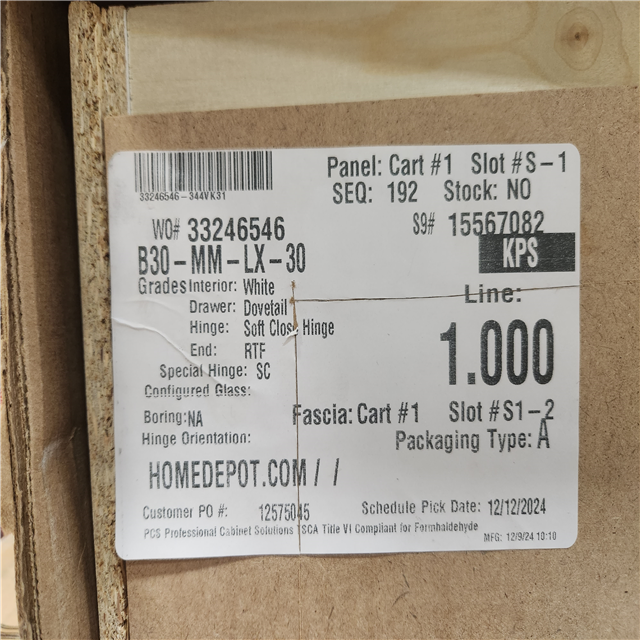 Panel: Cart #1 Slot #S-1
33246546-344VK31
SEQ: 192 Stock: NO
WO# 33246546
S9# 15567082
B30-MM-LX-30
KPS
Grades Interior: White
Line:
Drawer: Dovetail
Hinge: Soft Close Hinge
1.000
End: RTF
Special Hinge: SC
Configured Glass:
Boring: NA
Fascia: Cart #1 Slot #S1-2
Hinge Orientation:
Packaging Type: A
HOMEDEPOT.COM / /
Customer PO #: 12575045
Schedule Pick Date: 12/12/2024
PCS Professional Cabinet Solutions TSCA Title VI Compliant for Formhaldehyde
MFG: 12/9/24 10:10